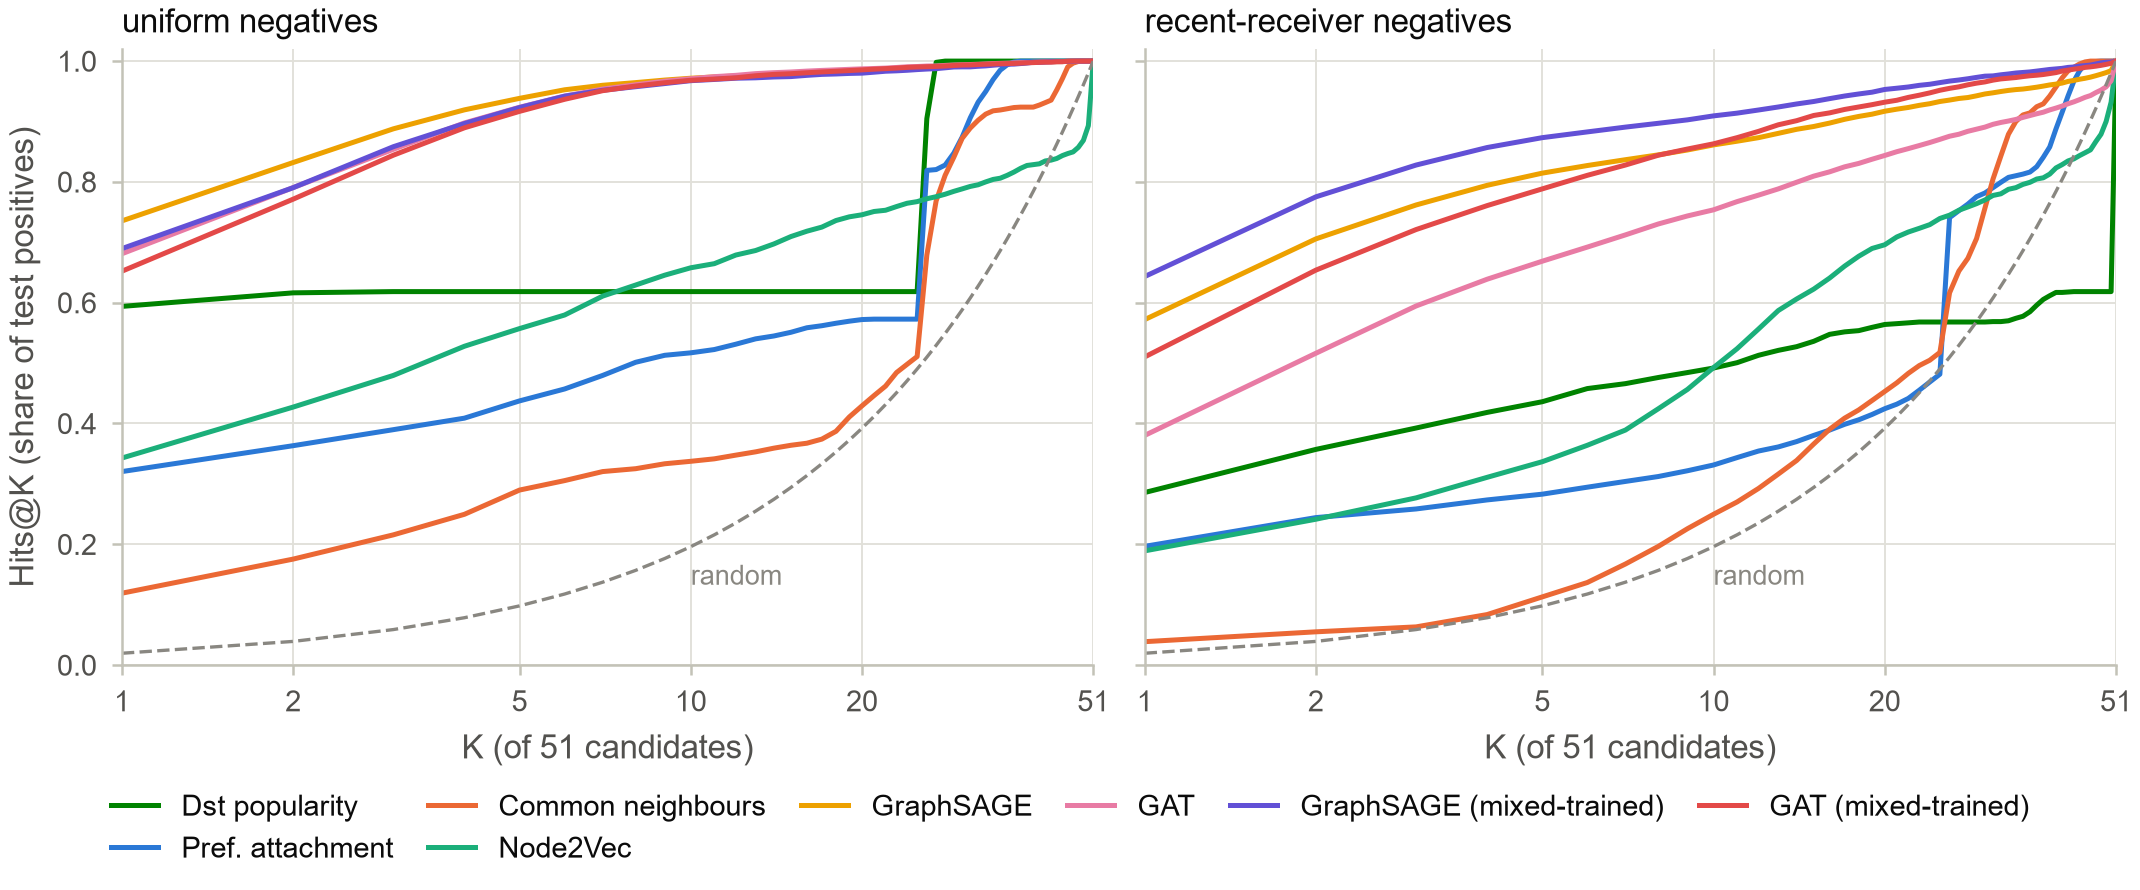 uniform negatives
recent-receiver negatives
Hits@K (share of test positives)
1.0
0.8
0.6
0.4
0.2
0.0
random
random
1 2 5 10 20 51
1 2 5 10 20 51
K (of 51 candidates)
K (of 51 candidates)
Dst popularity Common neighbours GraphSAGE GAT GraphSAGE (mixed-trained) GAT (mixed-trained)
Pref. attachment Node2Vec